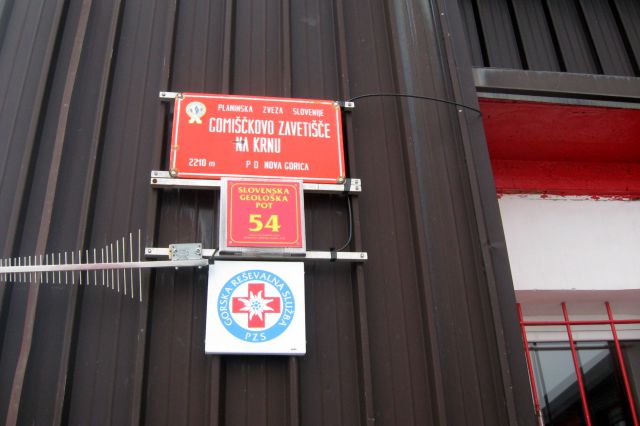 PLANINSKA ZVEZA SLOVENIJE
GOMIŠČKOVO ZAVETIŠČE
NA KRNU
2210 m P D NOVA GORICA
SLOVENSKA
GEOLOŠKA
POT
54
GORSKA REŠEVALNA SLUŽBA
PZS